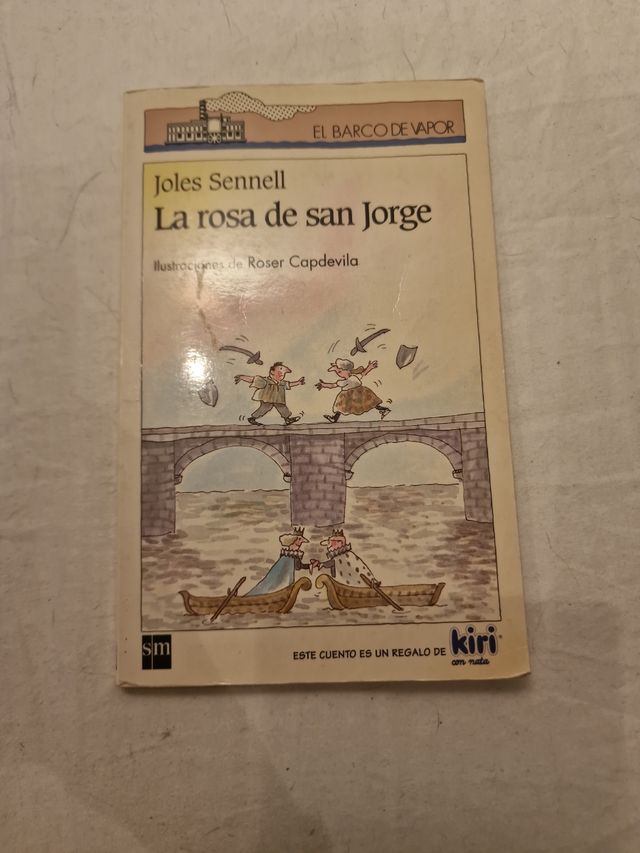 EL BARCO DE VAPOR
Joles Sennell
La rosa de san Jorge
Ilustraciones de Roser Capdevila
sm
ESTE CUENTO ES UN REGALO DE kiri
con nata